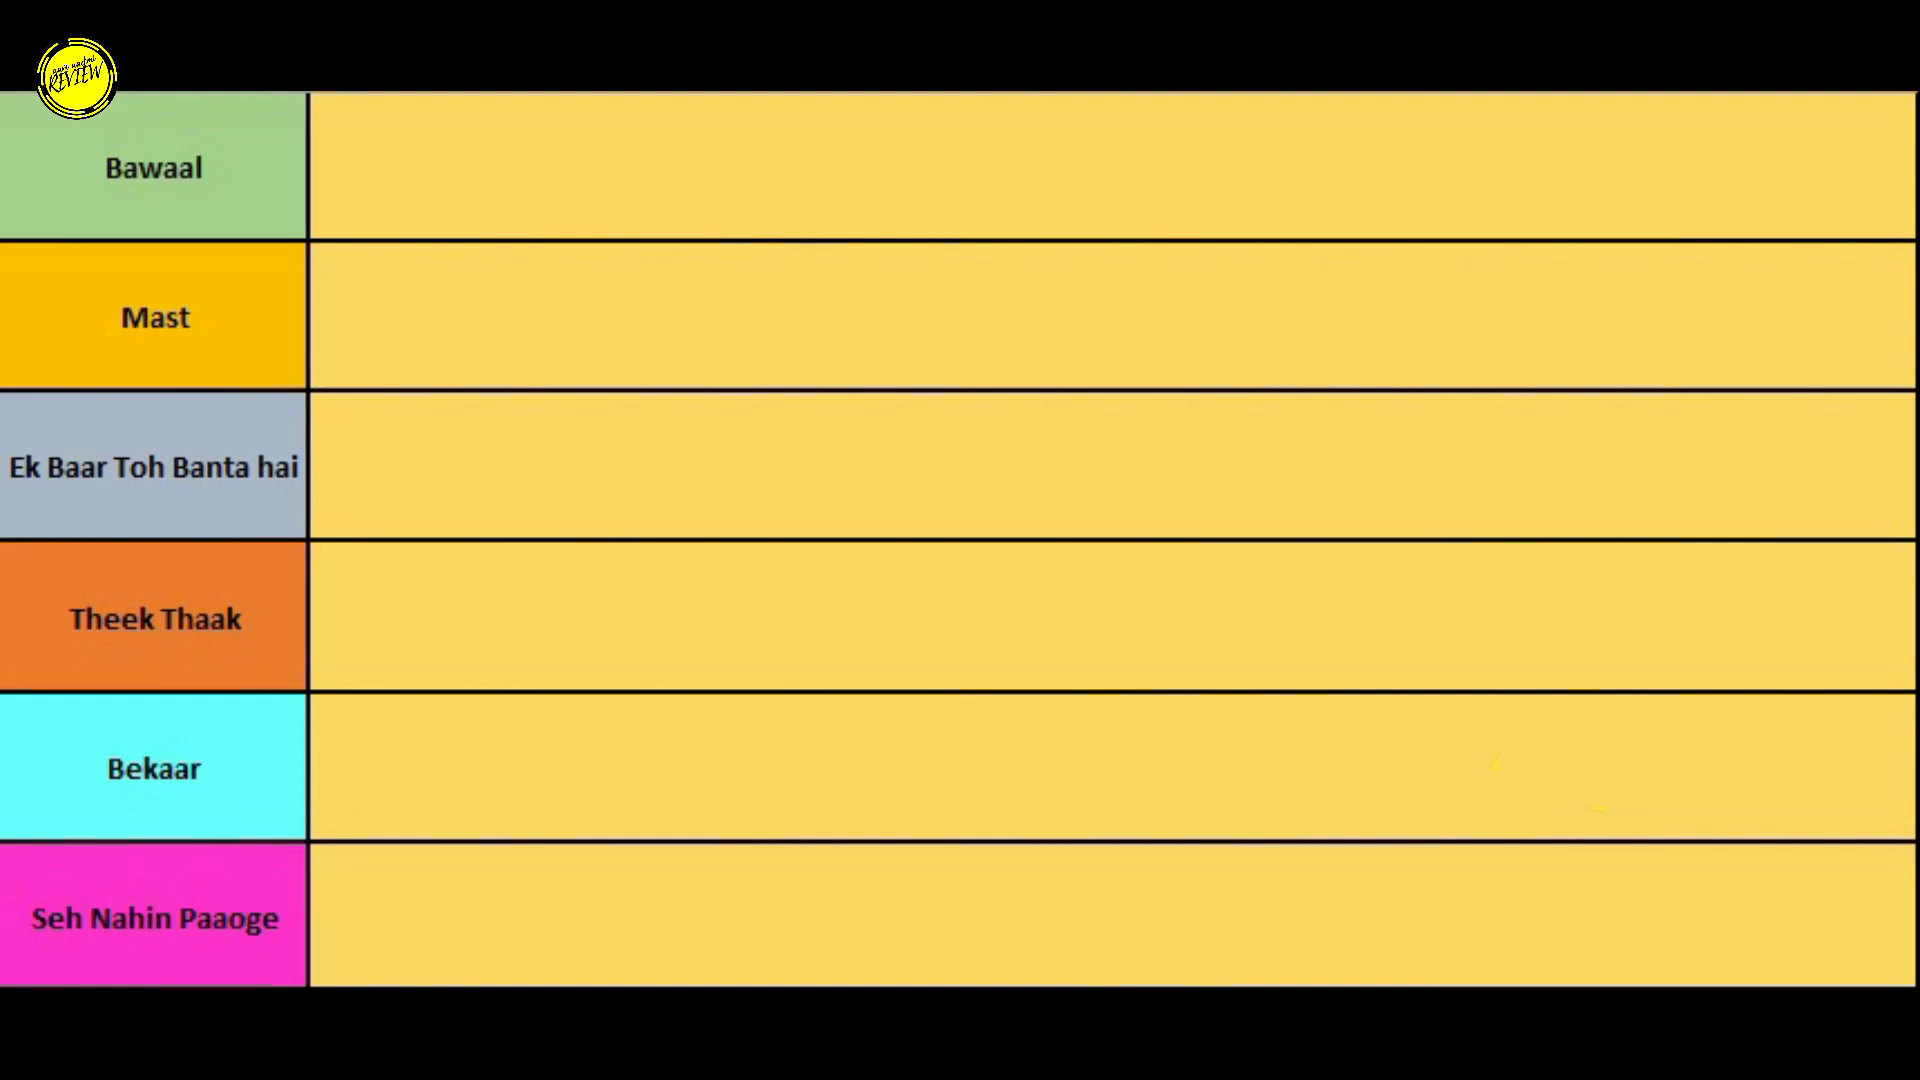 REVIEW
Bawaal
Mast
Ek Baar Toh Banta hai
Theek Thaak
Bekaar
Seh Nahin Paaoge